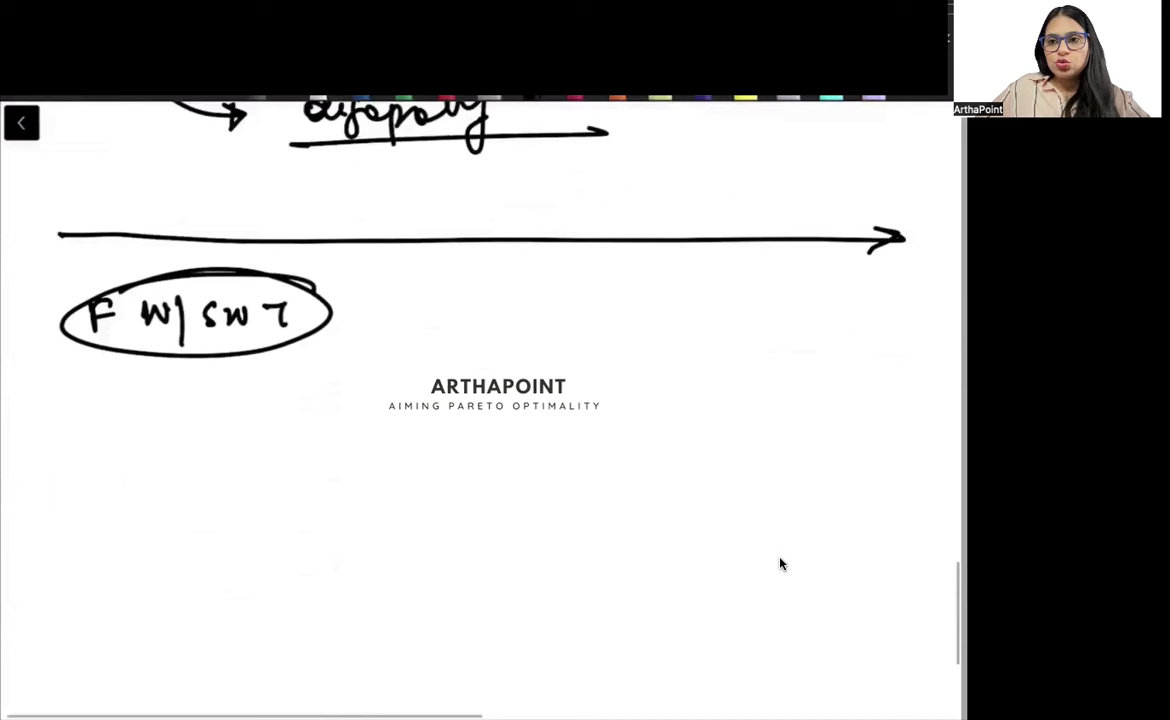 ArthaPoint
F W/ SW T
ARTHAPOINT
AIMING PARETO OPTIMALITY